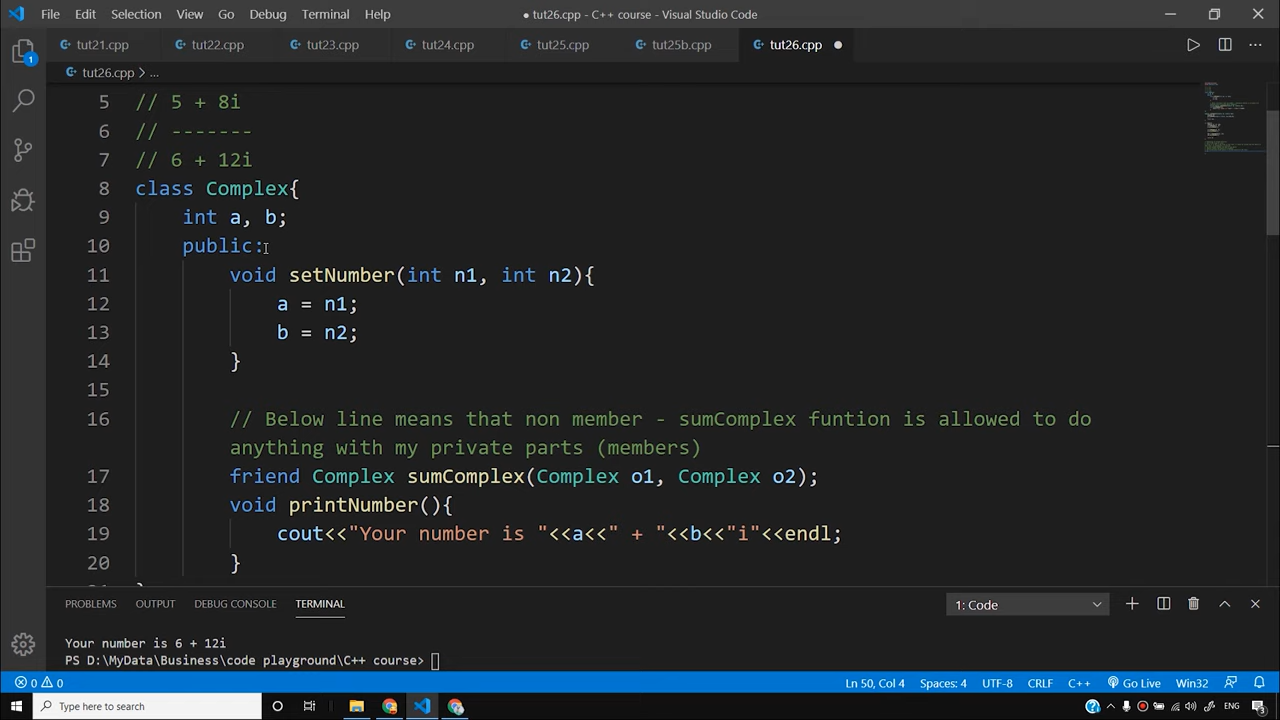 File Edit Selection View Go Debug Terminal Help
● tut26.cpp - C++ course - Visual Studio Code
tut21.cpp tut22.cpp tut23.cpp tut24.cpp tut25.cpp tut25b.cpp tut26.cpp ●
tut26.cpp > ...
5 // 5 + 8i
6 // -------
7 // 6 + 12i
8 class Complex{
9 int a, b;
10 public:
11 void setNumber(int n1, int n2){
12 a = n1;
13 b = n2;
14 }
15
16 // Below line means that non member - sumComplex funtion is allowed to do
anything with my private parts (members)
17 friend Complex sumComplex(Complex o1, Complex o2);
18 void printNumber(){
19 cout<<"Your number is "<<a<<" + "<<b<<"i"<<endl;
20 }
PROBLEMS OUTPUT DEBUG CONSOLE TERMINAL 1: Code
Your number is 6 + 12i
PS D:\MyData\Business\code playground\C++ course>
0 0 Ln 50, Col 4 Spaces: 4 UTF-8 CRLF C++ Go Live Win32
Type here to search ENG